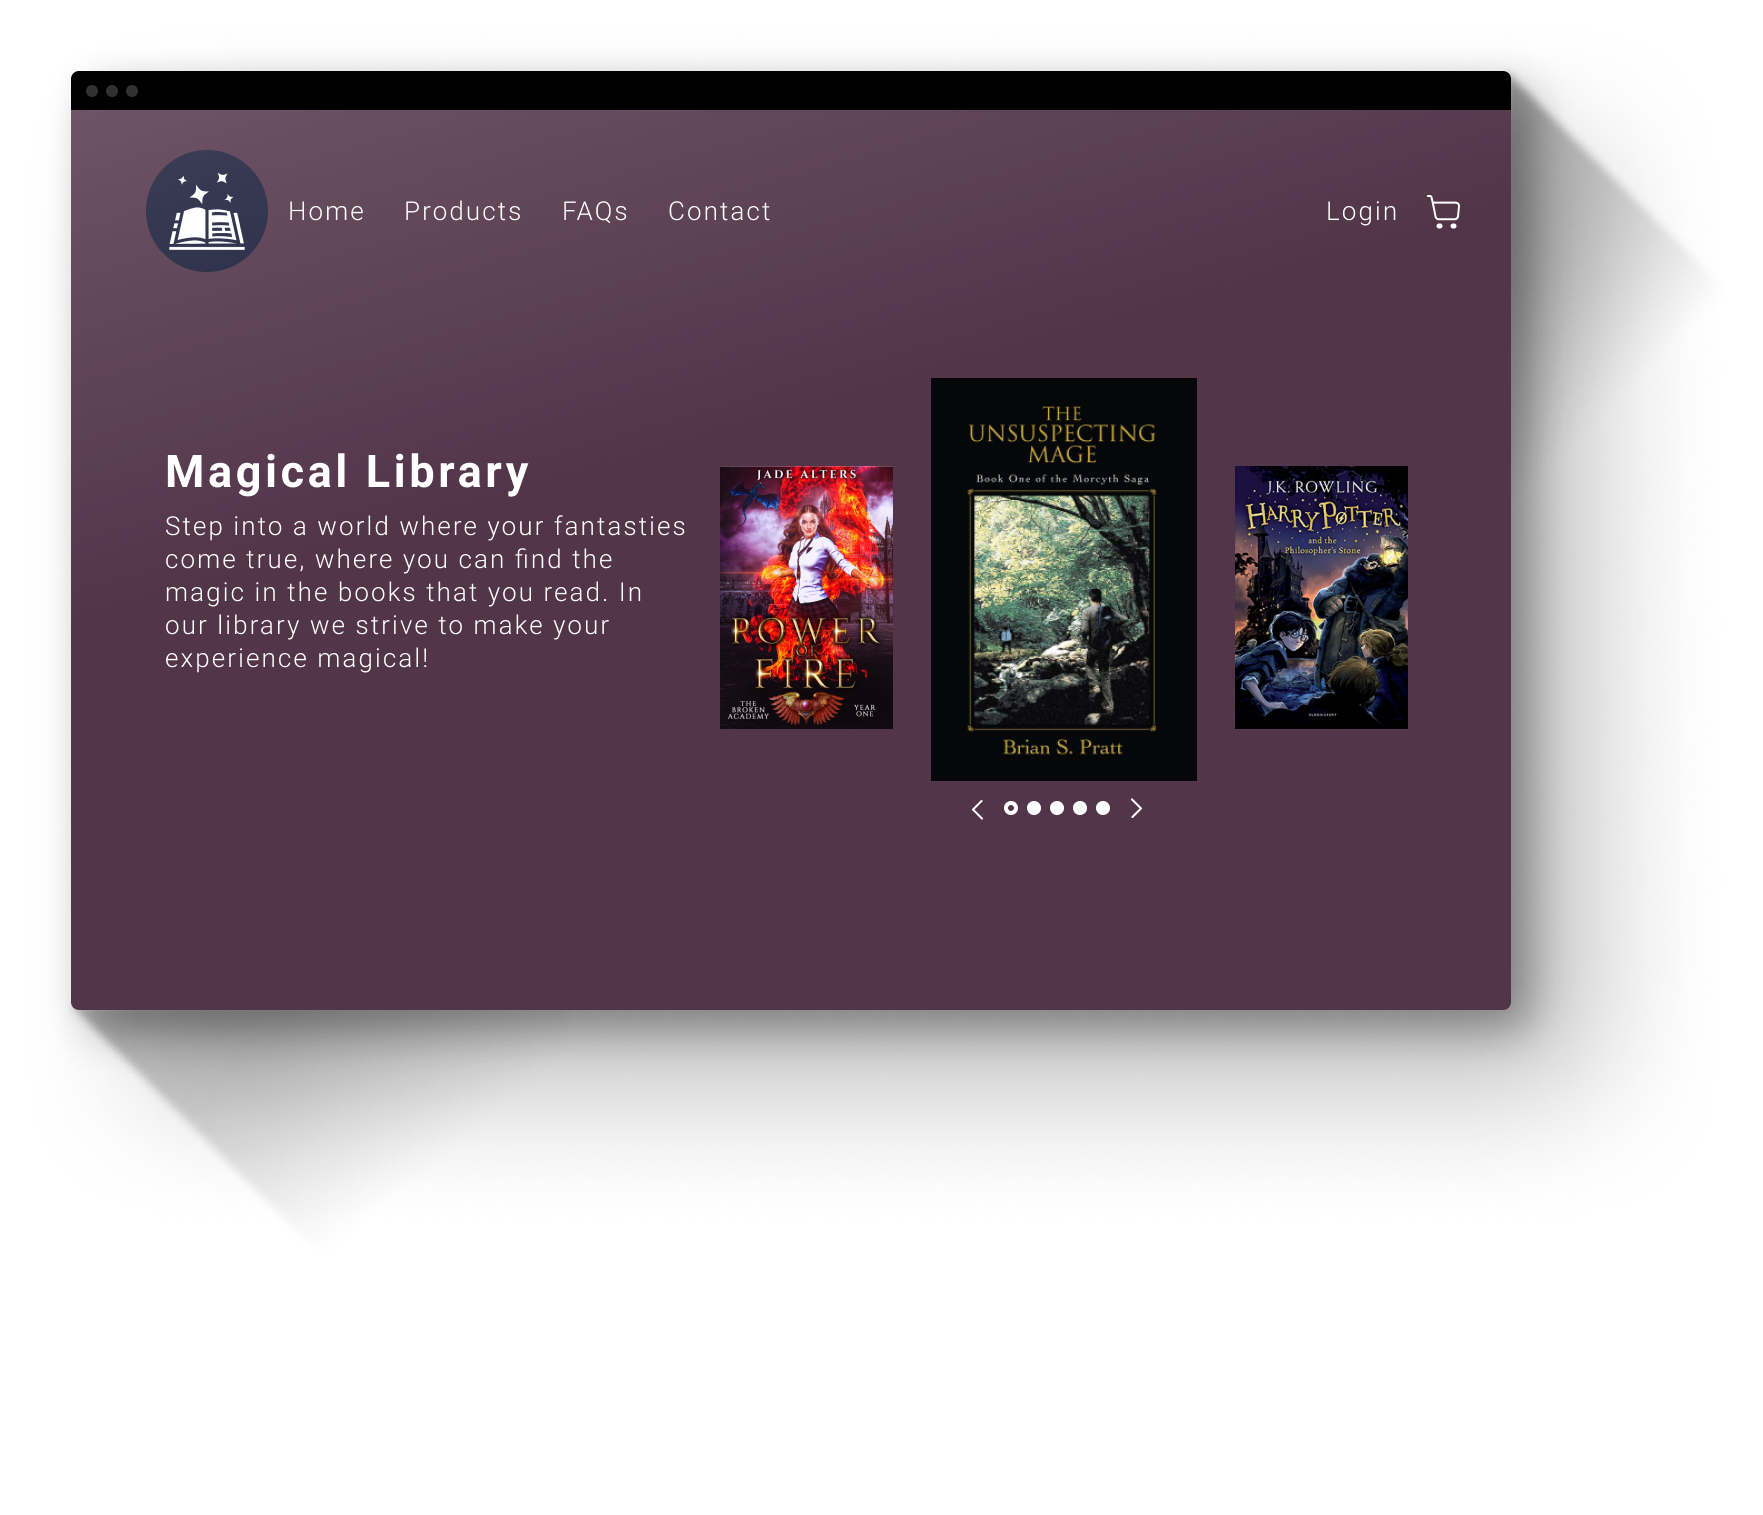 Home Products FAQs Contact Login
Magical Library
Step into a world where your fantasties
come true, where you can find the
magic in the books that you read. In
our library we strive to make your
experience magical!
JADE ALTERS
POWER
OF
FIRE
THE
BROKEN
ACADEMY
YEAR
ONE
THE
UNSUSPECTING
MAGE
Book One of the Morcyth Saga
Brian S. Pratt
J.K. ROWLING
HARRY POTTER
and the
Philosopher's Stone
BLOOMSBURY